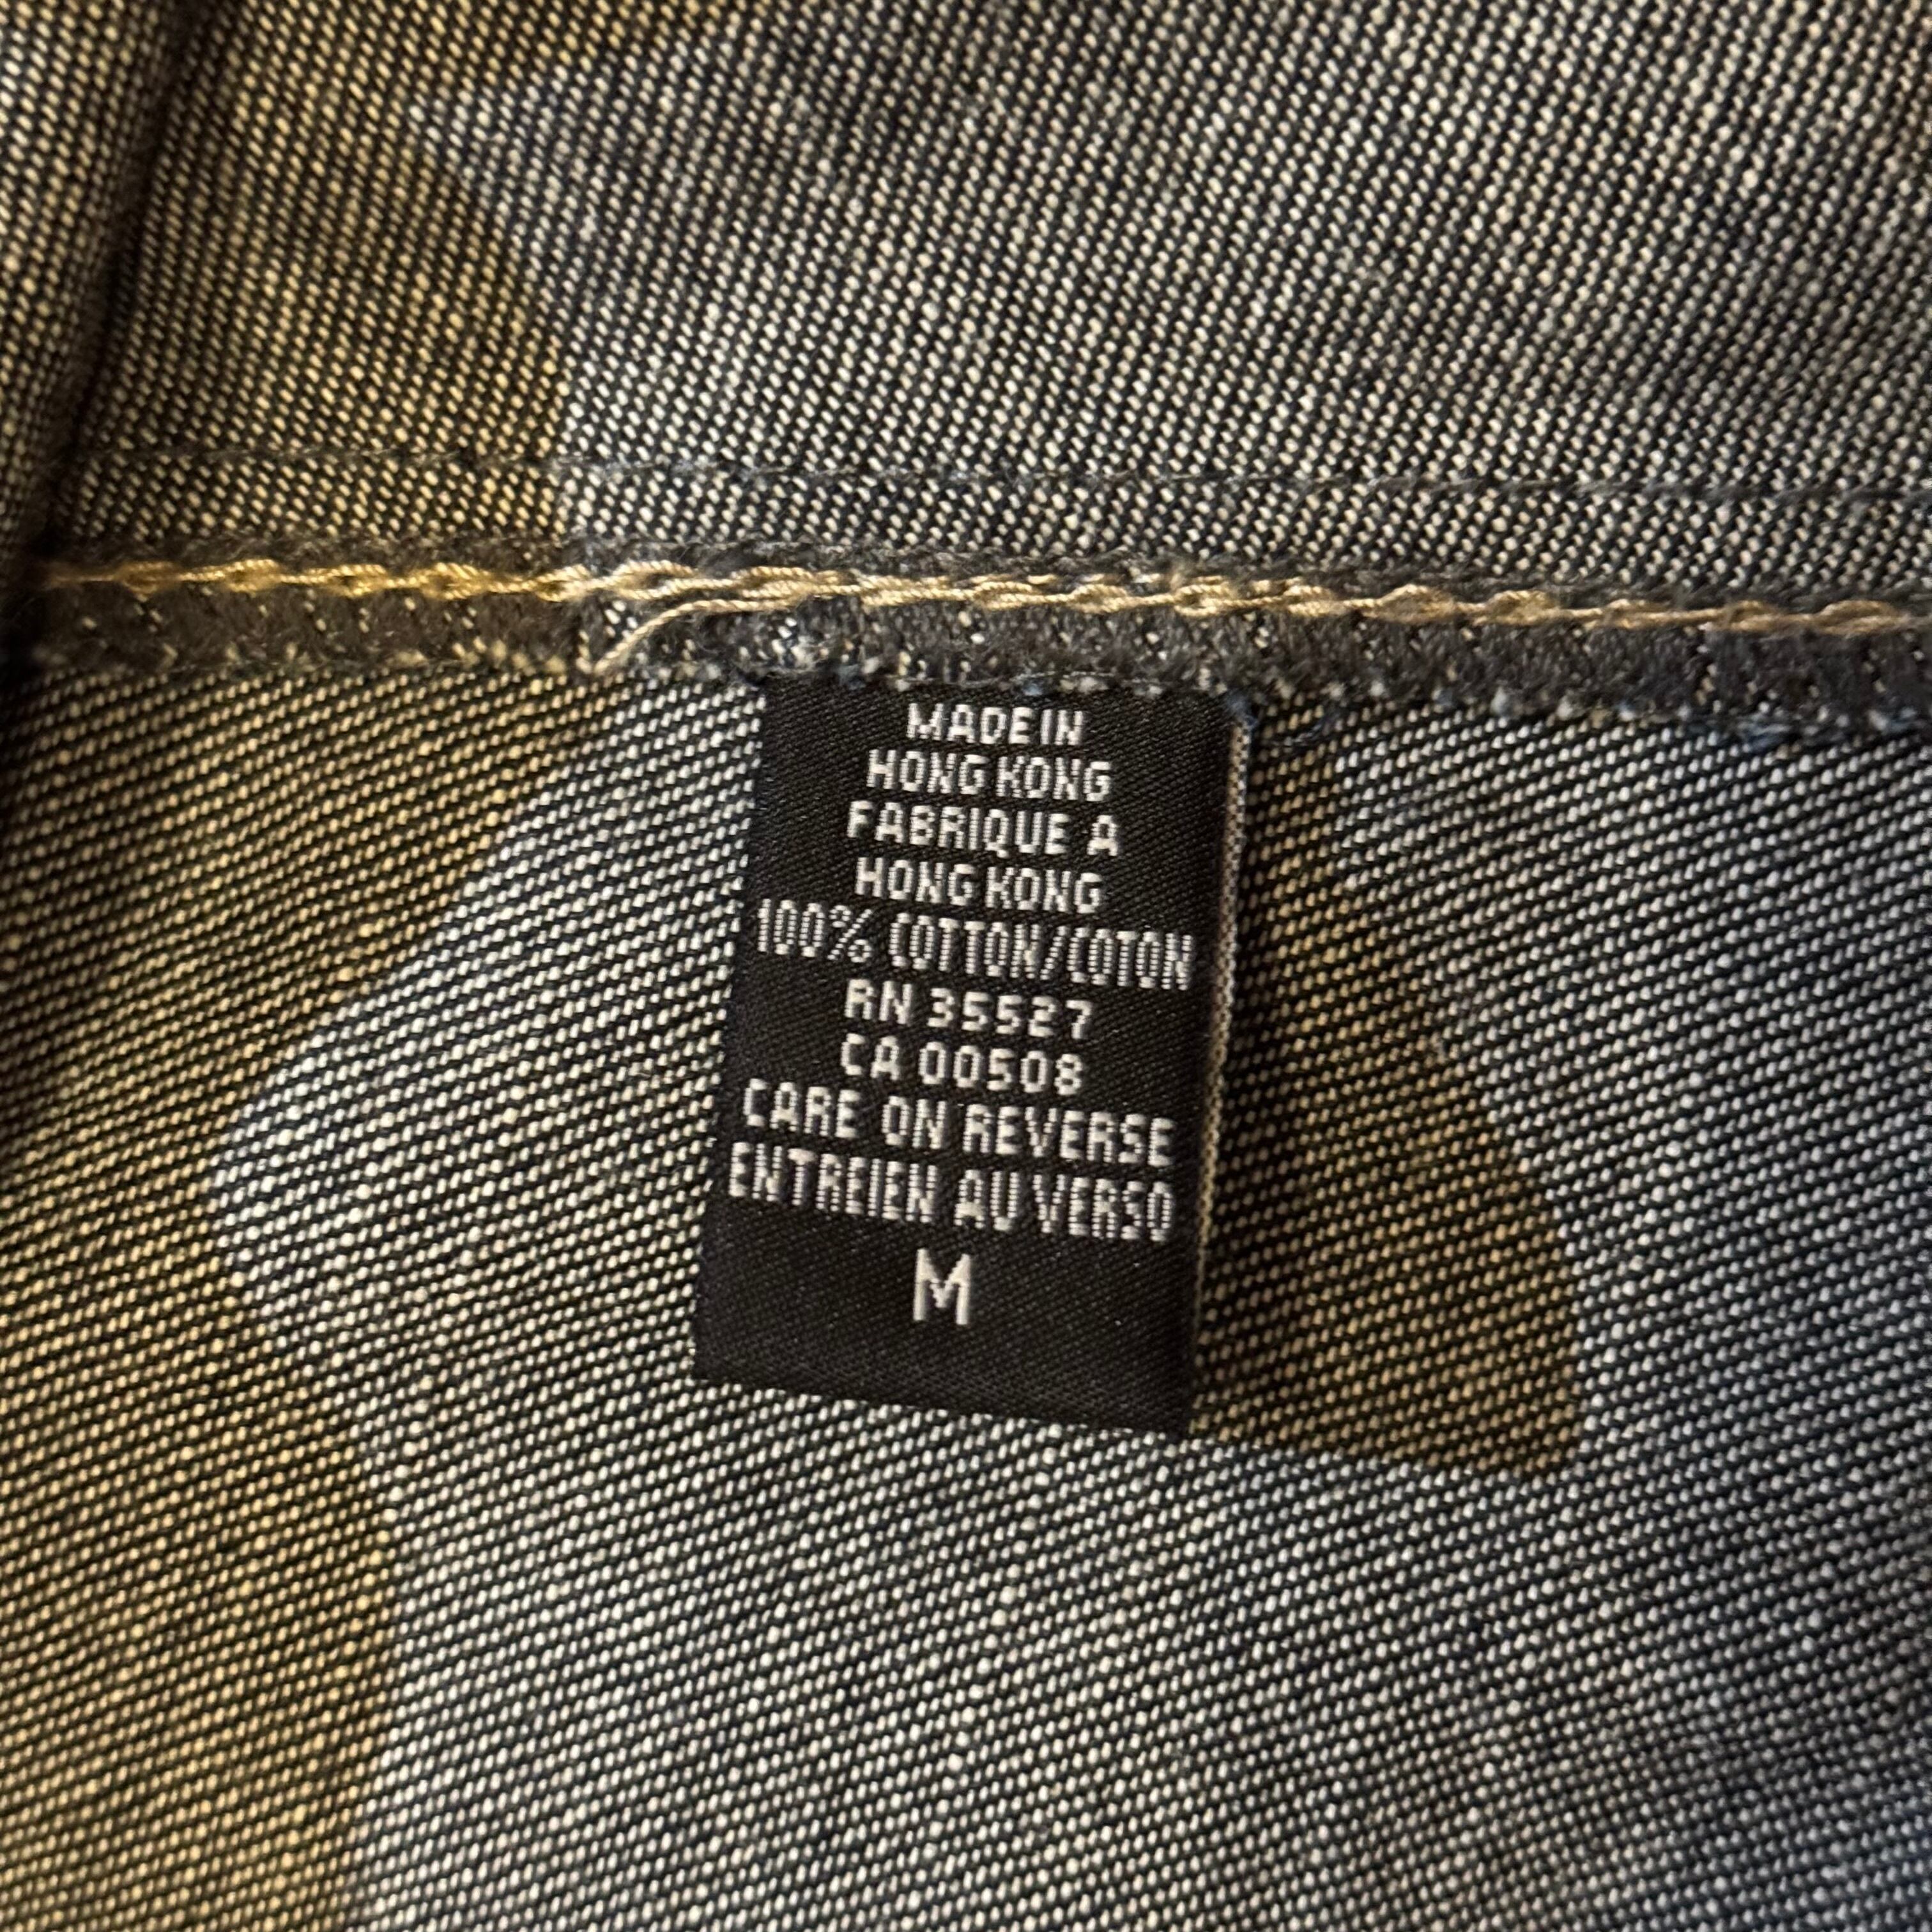 MADE IN
HONG KONG
FABRIQUE A
HONG KONG
100% COTTON/COTON
RN 35527
CA 00508
CARE ON REVERSE
ENTREIEN AU VERSO
M